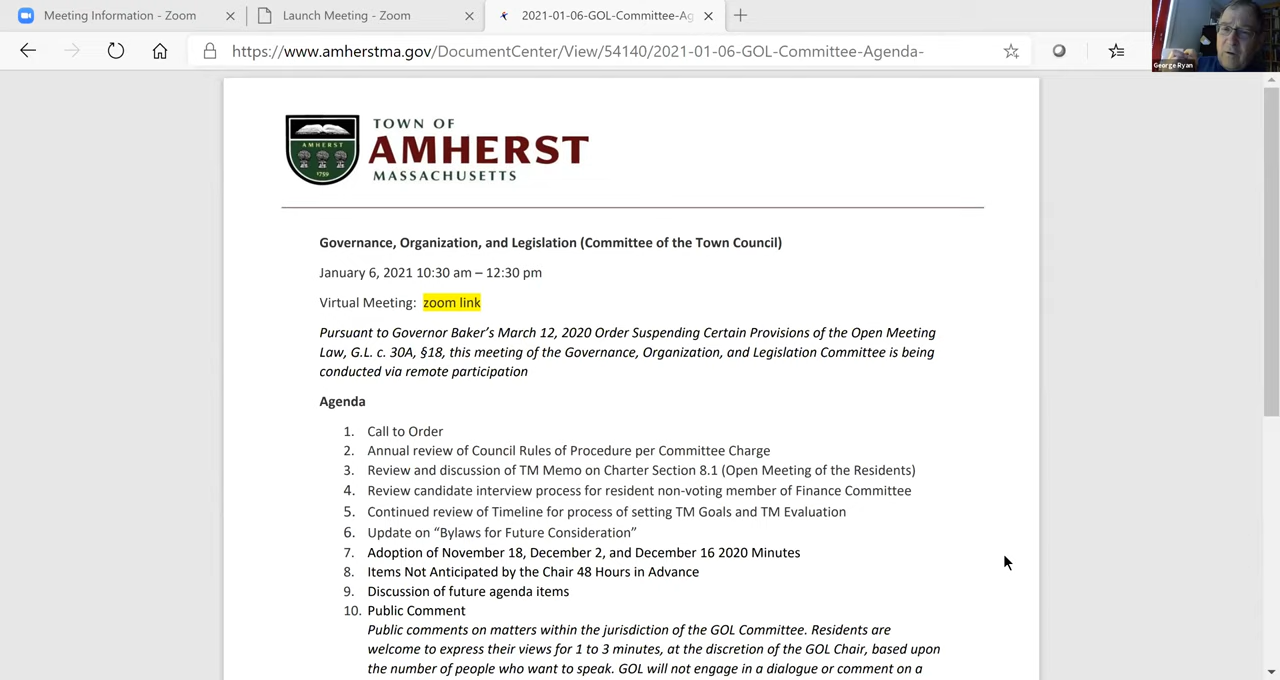 Meeting Information - Zoom
Launch Meeting - Zoom
2021-01-06-GOL-Committee-Ag
https://www.amherstma.gov/DocumentCenter/View/54140/2021-01-06-GOL-Committee-Agenda-
George Ryan
AMHERST
1759
TOWN OF
AMHERST
MASSACHUSETTS
Governance, Organization, and Legislation (Committee of the Town Council)
January 6, 2021 10:30 am – 12:30 pm
Virtual Meeting: zoom link
Pursuant to Governor Baker's March 12, 2020 Order Suspending Certain Provisions of the Open Meeting
Law, G.L. c. 30A, §18, this meeting of the Governance, Organization, and Legislation Committee is being
conducted via remote participation
Agenda
1. Call to Order
2. Annual review of Council Rules of Procedure per Committee Charge
3. Review and discussion of TM Memo on Charter Section 8.1 (Open Meeting of the Residents)
4. Review candidate interview process for resident non-voting member of Finance Committee
5. Continued review of Timeline for process of setting TM Goals and TM Evaluation
6. Update on “Bylaws for Future Consideration”
7. Adoption of November 18, December 2, and December 16 2020 Minutes
8. Items Not Anticipated by the Chair 48 Hours in Advance
9. Discussion of future agenda items
10. Public Comment
Public comments on matters within the jurisdiction of the GOL Committee. Residents are
welcome to express their views for 1 to 3 minutes, at the discretion of the GOL Chair, based upon
the number of people who want to speak. GOL will not engage in a dialogue or comment on a